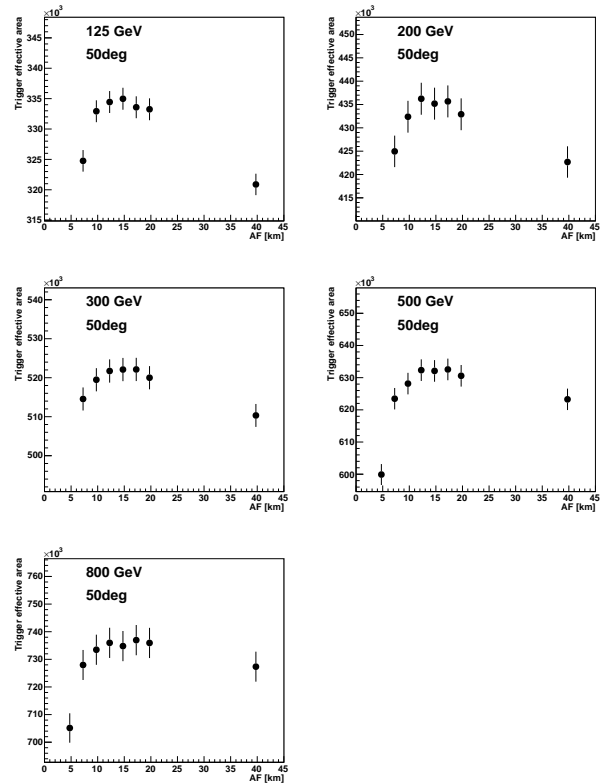 ×10³
125 GeV
50deg
Trigger effective area
345
340
335
330
325
320
315
0 5 10 15 20 25 30 35 40 45
AF [km]
×10³
200 GeV
50deg
Trigger effective area
450
445
440
435
430
425
420
415
0 5 10 15 20 25 30 35 40 45
AF [km]
×10³
300 GeV
50deg
Trigger effective area
540
530
520
510
500
0 5 10 15 20 25 30 35 40 45
AF [km]
×10³
500 GeV
50deg
Trigger effective area
650
640
630
620
610
600
0 5 10 15 20 25 30 35 40 45
AF [km]
×10³
800 GeV
50deg
Trigger effective area
760
750
740
730
720
710
700
0 5 10 15 20 25 30 35 40 45
AF [km]